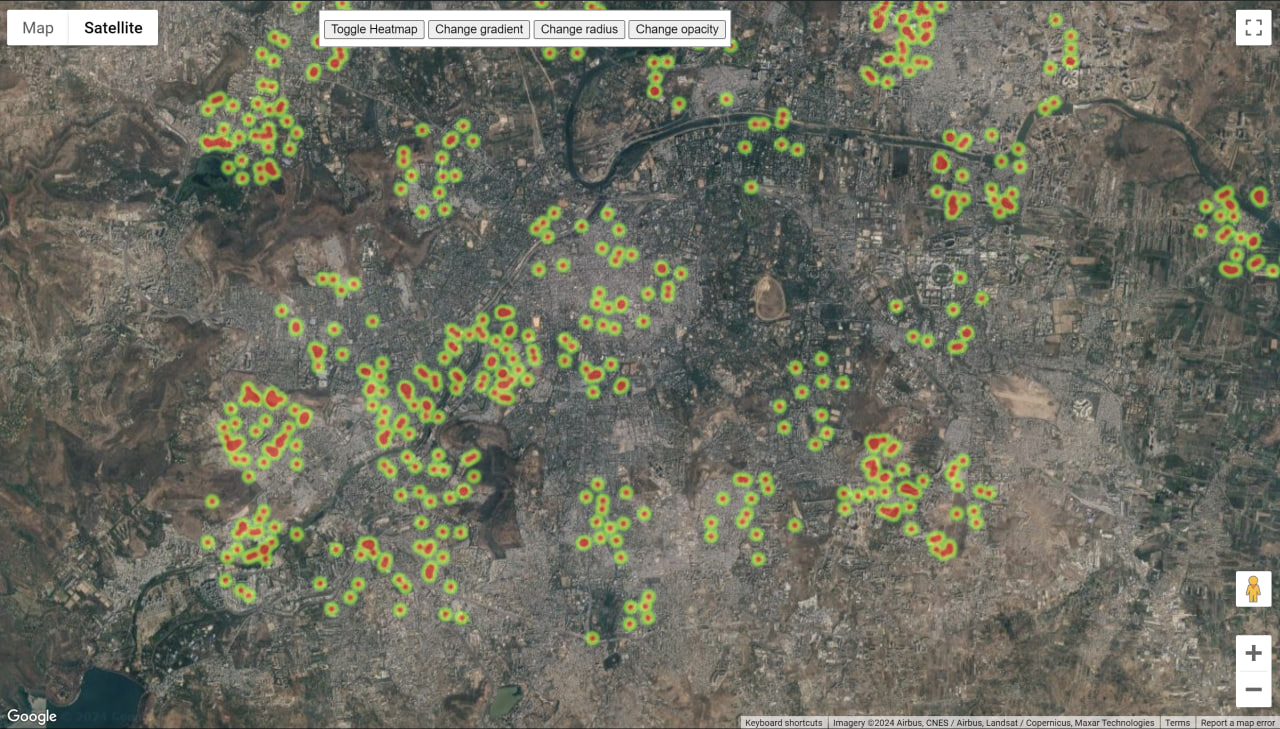 Map
Satellite
Toggle Heatmap
Change gradient
Change radius
Change opacity
Google
Keyboard shortcuts
Imagery ©2024 Airbus, CNES / Airbus, Landsat / Copernicus, Maxar Technologies
Terms
Report a map error